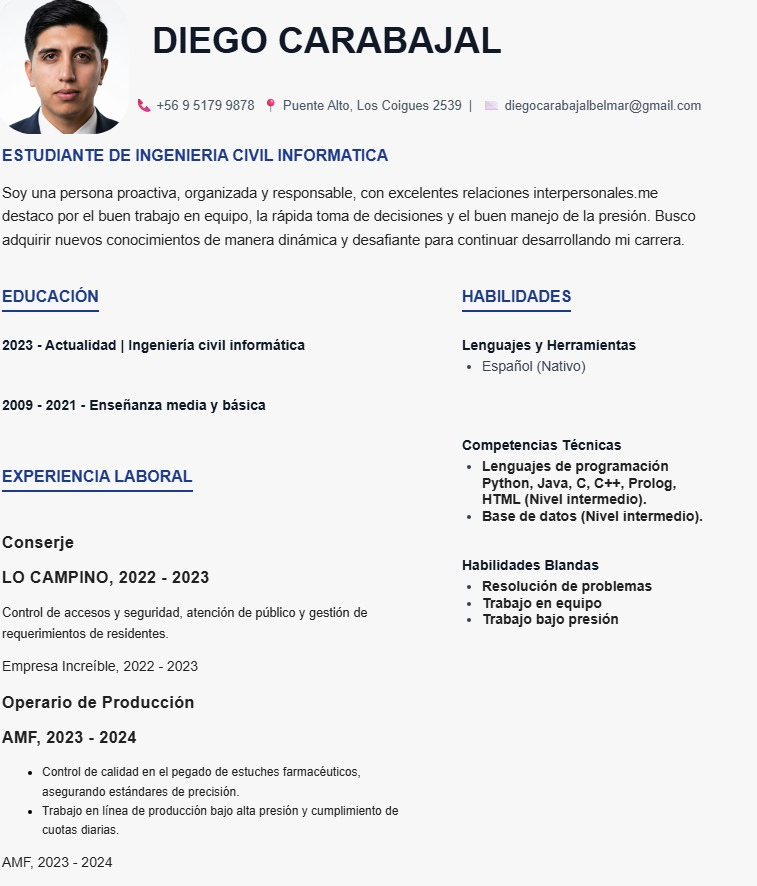 DIEGO CARABAJAL
+56 9 5179 9878 Puente Alto, Los Coigues 2539 | diegocarabajalbelmar@gmail.com
ESTUDIANTE DE INGENIERIA CIVIL INFORMATICA
Soy una persona proactiva, organizada y responsable, con excelentes relaciones interpersonales.me
destaco por el buen trabajo en equipo, la rápida toma de decisiones y el buen manejo de la presión. Busco
adquirir nuevos conocimientos de manera dinámica y desafiante para continuar desarrollando mi carrera.
EDUCACIÓN
2023 - Actualidad | Ingeniería civil informática
2009 - 2021 - Enseñanza media y básica
EXPERIENCIA LABORAL
Conserje
LO CAMPINO, 2022 - 2023
Control de accesos y seguridad, atención de público y gestión de
requerimientos de residentes.
Empresa Increíble, 2022 - 2023
Operario de Producción
AMF, 2023 - 2024
• Control de calidad en el pegado de estuches farmacéuticos,
asegurando estándares de precisión.
• Trabajo en línea de producción bajo alta presión y cumplimiento de
cuotas diarias.
AMF, 2023 - 2024
HABILIDADES
Lenguajes y Herramientas
• Español (Nativo)
Competencias Técnicas
• Lenguajes de programación
Python, Java, C, C++, Prolog,
HTML (Nivel intermedio).
• Base de datos (Nivel intermedio).
Habilidades Blandas
• Resolución de problemas
• Trabajo en equipo
• Trabajo bajo presión